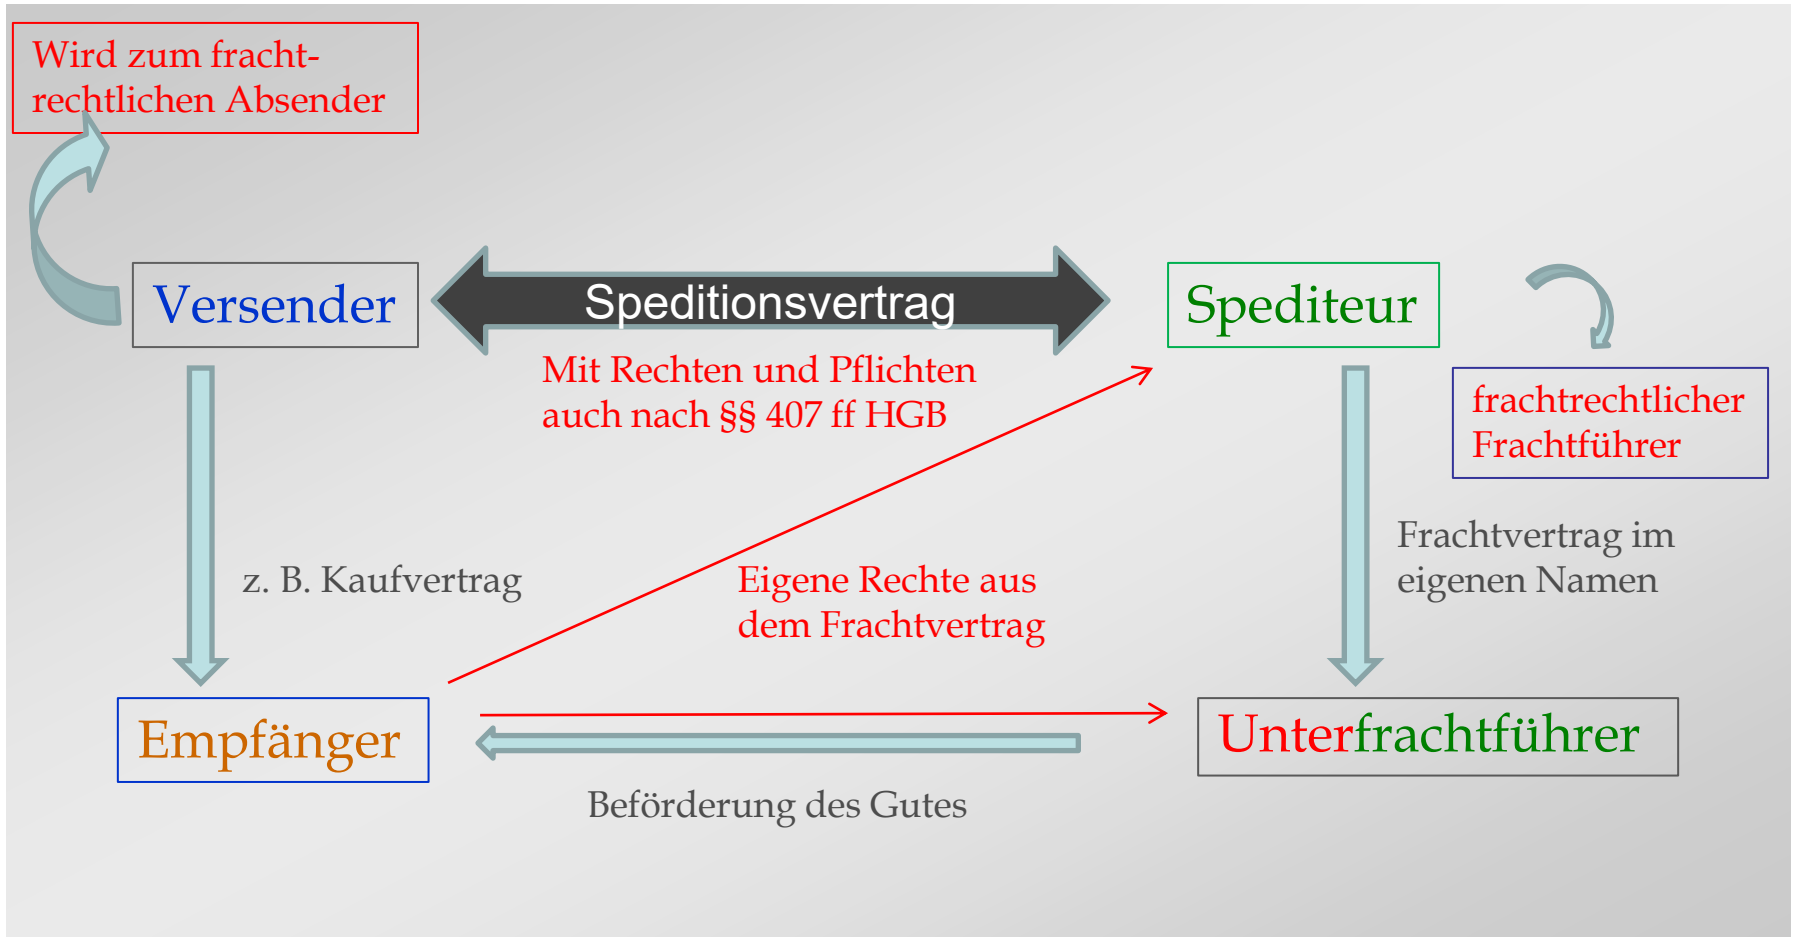 Wird zum fracht-
rechtlichen Absender
Versender
Speditionsvertrag
Spediteur
Mit Rechten und Pflichten
auch nach §§ 407 ff HGB
frachtrechtlicher
Frachtführer
z. B. Kaufvertrag
Eigene Rechte aus
dem Frachtvertrag
Frachtvertrag im
eigenen Namen
Empfänger
Unterfrachtführer
Beförderung des Gutes